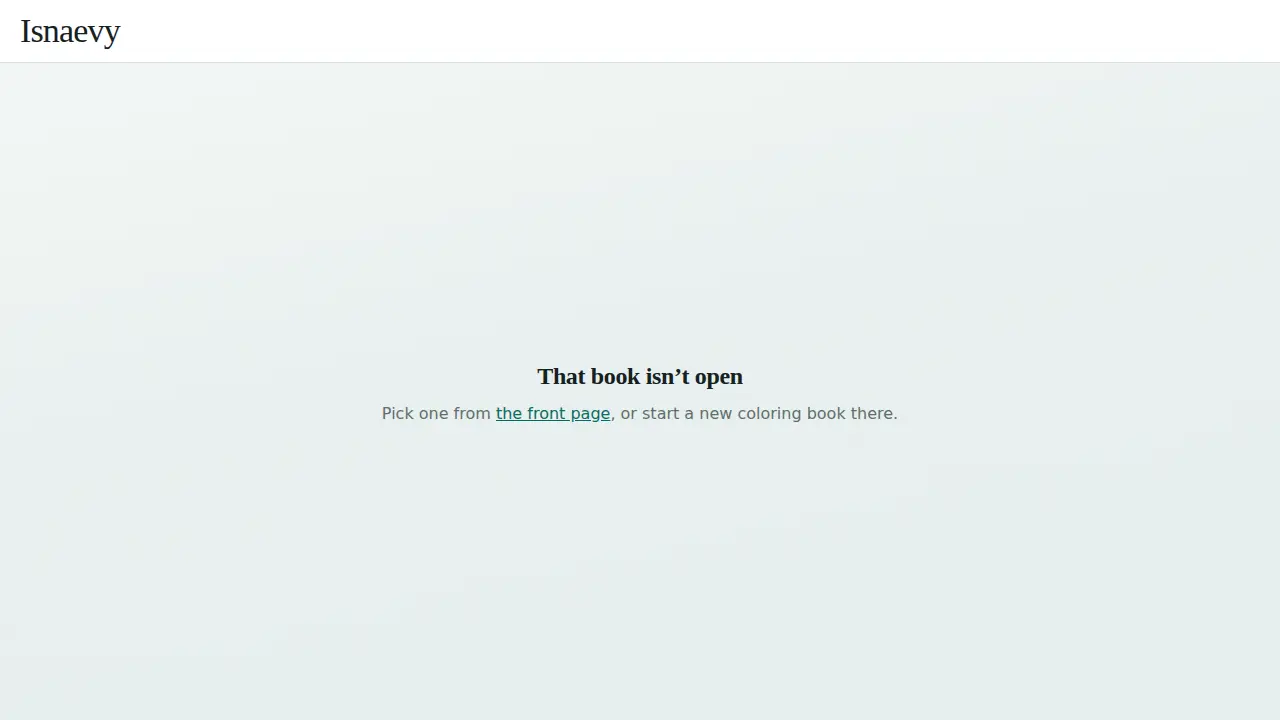 Isnaevy
That book isn’t open
Pick one from the front page, or start a new coloring book there.